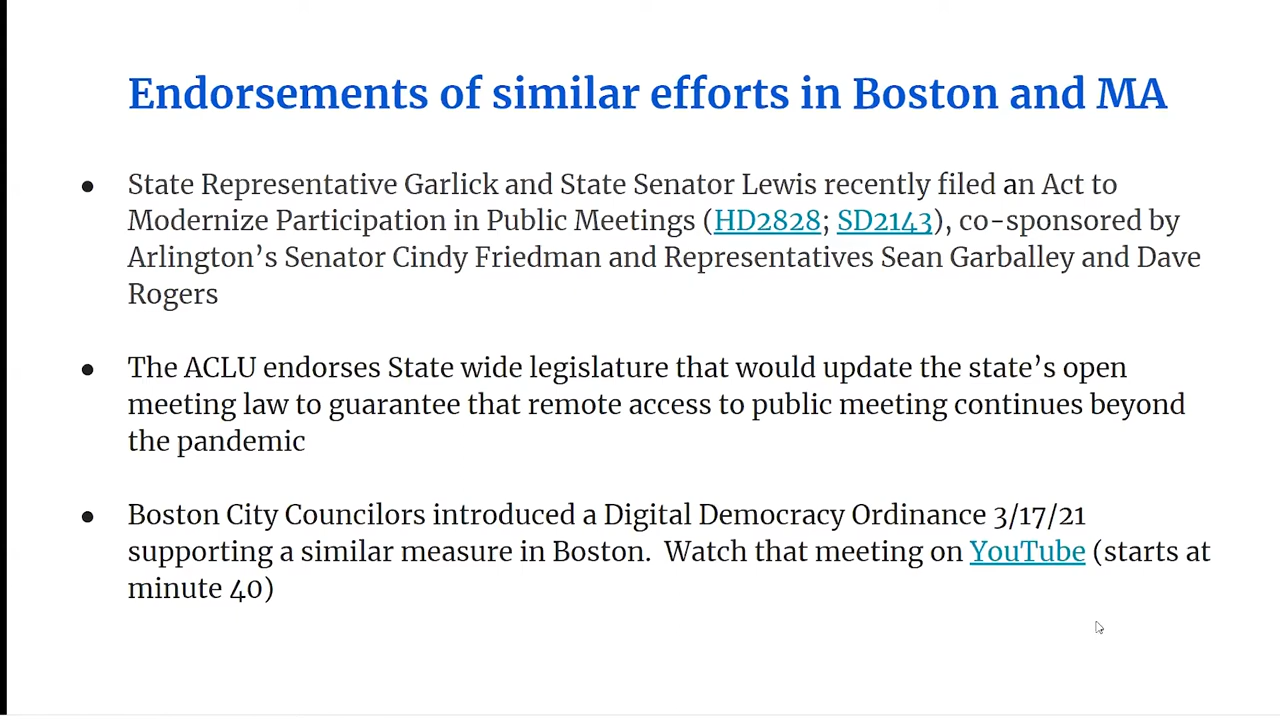 Endorsements of similar efforts in Boston and MA
● State Representative Garlick and State Senator Lewis recently filed an Act to
Modernize Participation in Public Meetings (HD2828; SD2143), co-sponsored by
Arlington’s Senator Cindy Friedman and Representatives Sean Garballey and Dave
Rogers
● The ACLU endorses State wide legislature that would update the state’s open
meeting law to guarantee that remote access to public meeting continues beyond
the pandemic
● Boston City Councilors introduced a Digital Democracy Ordinance 3/17/21
supporting a similar measure in Boston.  Watch that meeting on YouTube (starts at
minute 40)